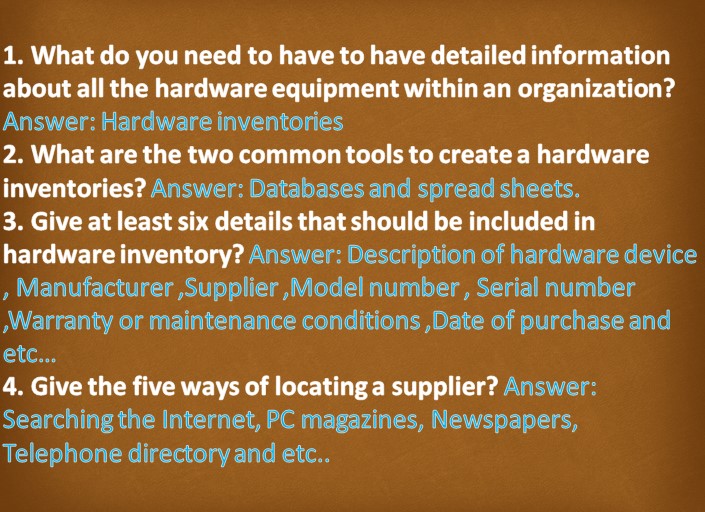 1. What do you need to have to have detailed information
about all the hardware equipment within an organization?
Answer: Hardware inventories
2. What are the two common tools to create a hardware
inventories? Answer: Databases and spread sheets.
3. Give at least six details that should be included in
hardware inventory? Answer: Description of hardware device
, Manufacturer ,Supplier ,Model number , Serial number
,Warranty or maintenance conditions ,Date of purchase and
etc...
4. Give the five ways of locating a supplier? Answer:
Searching the Internet, PC magazines, Newspapers,
Telephone directory and etc..